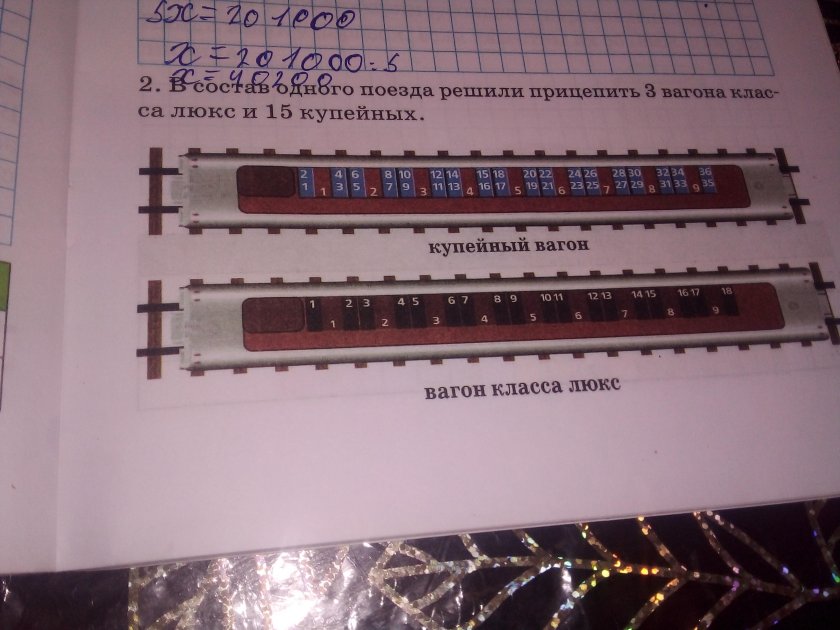 5x = 201000
x = 201000 : 5
x = 40200
2. В состав одного поезда решили прицепить 3 вагона клас-
са люкс и 15 купейных.
2 4 6 8 10 12 14 15 18 20 22 24 26 28 30 32 34 36
1 1 3 5 2 7 9 3 11 13 4 16 17 5 19 21 6 23 25 7 27 29 8 31 33 9 35
купейный вагон
1 2 3 4 5 6 7 8 9 10 11 12 13 14 15 16 17 18
1 2 3 4 5 6 7 8 9
вагон класса люкс